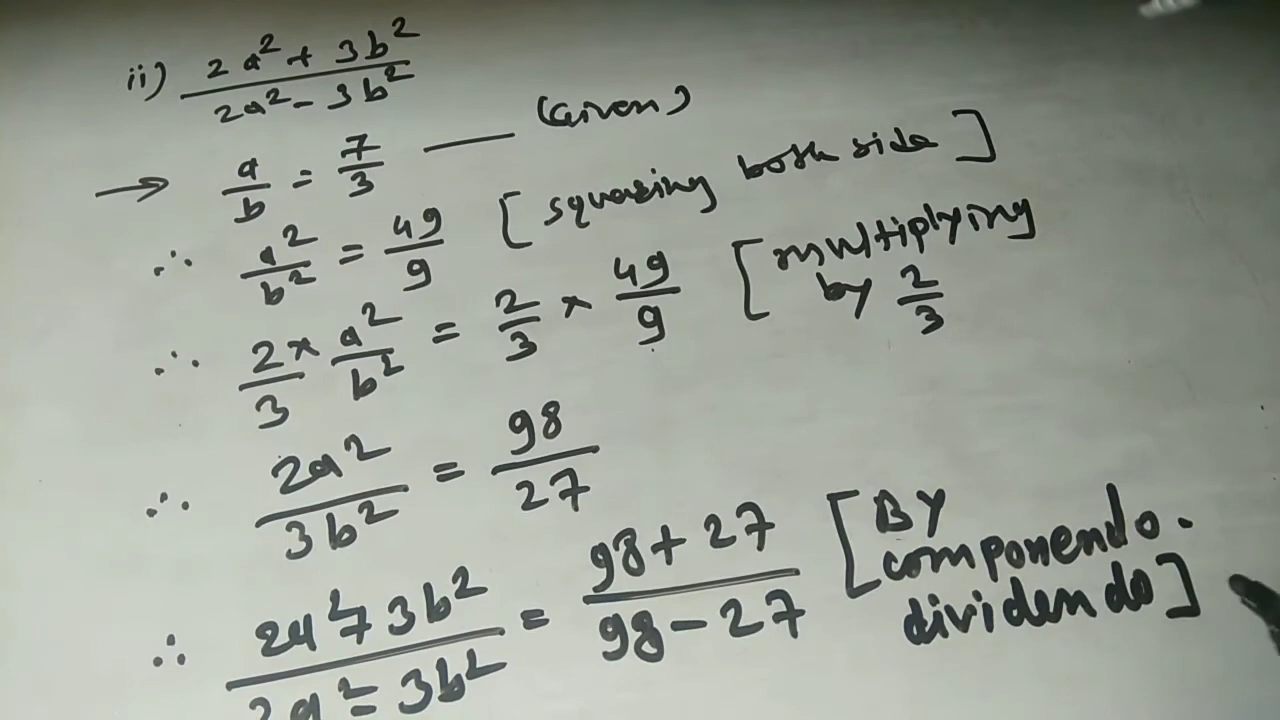 ii) (2a² + 3b²)/(2a² - 3b²)
→ a/b = 7/3 —— (Given)
∴ a²/b² = 49/9 [squaring both side]
∴ 2/3 × a²/b² = 2/3 × 49/9 [multiplying by 2/3
∴ 2a²/3b² = 98/27
∴ (2a² + 3b²)/(2a² - 3b²) = (98 + 27)/(98 - 27) [By componendo. dividendo]